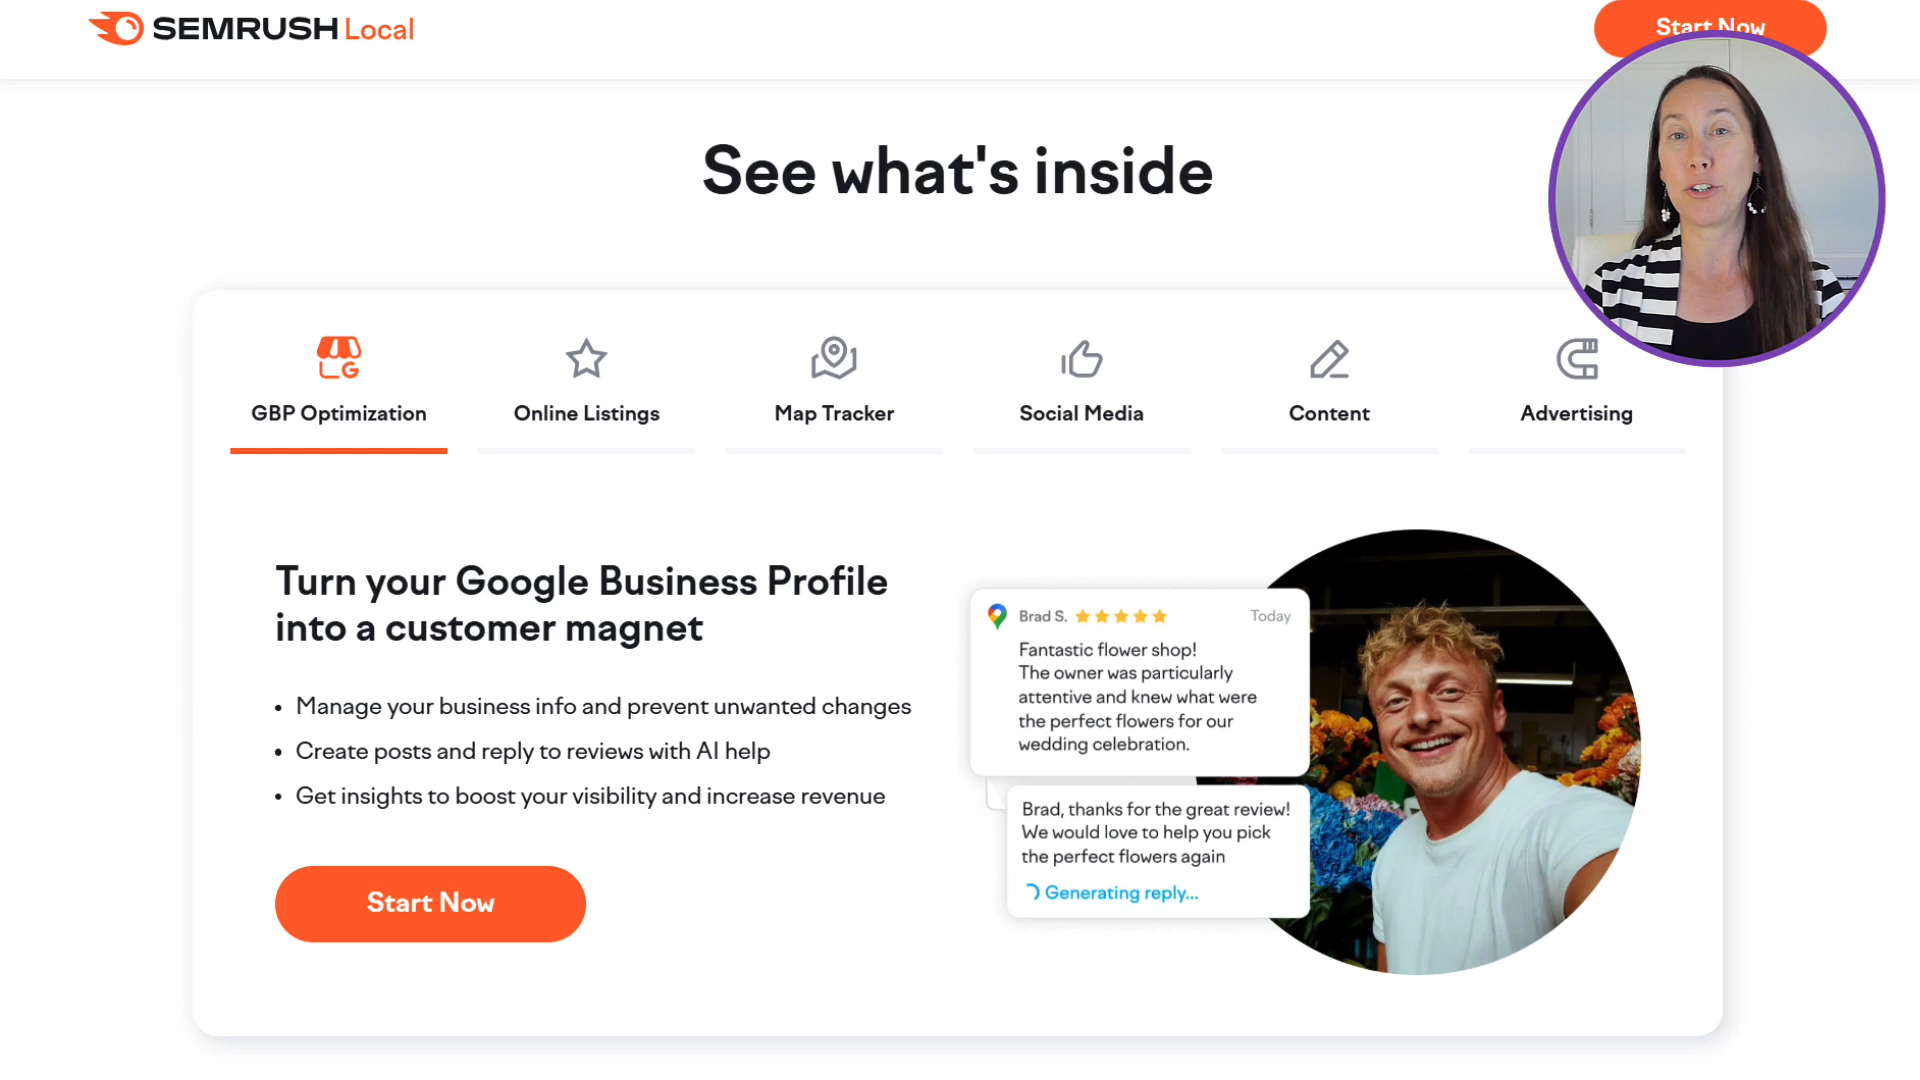 SEMRUSH Local
Start Now
See what's inside
GBP Optimization
Online Listings
Map Tracker
Social Media
Content
Advertising
Turn your Google Business Profile
into a customer magnet
• Manage your business info and prevent unwanted changes
• Create posts and reply to reviews with AI help
• Get insights to boost your visibility and increase revenue
Start Now
Brad S.
Today
Fantastic flower shop!
The owner was particularly
attentive and knew what were
the perfect flowers for our
wedding celebration.
Brad, thanks for the great review!
We would love to help you pick
the perfect flowers again
Generating reply...